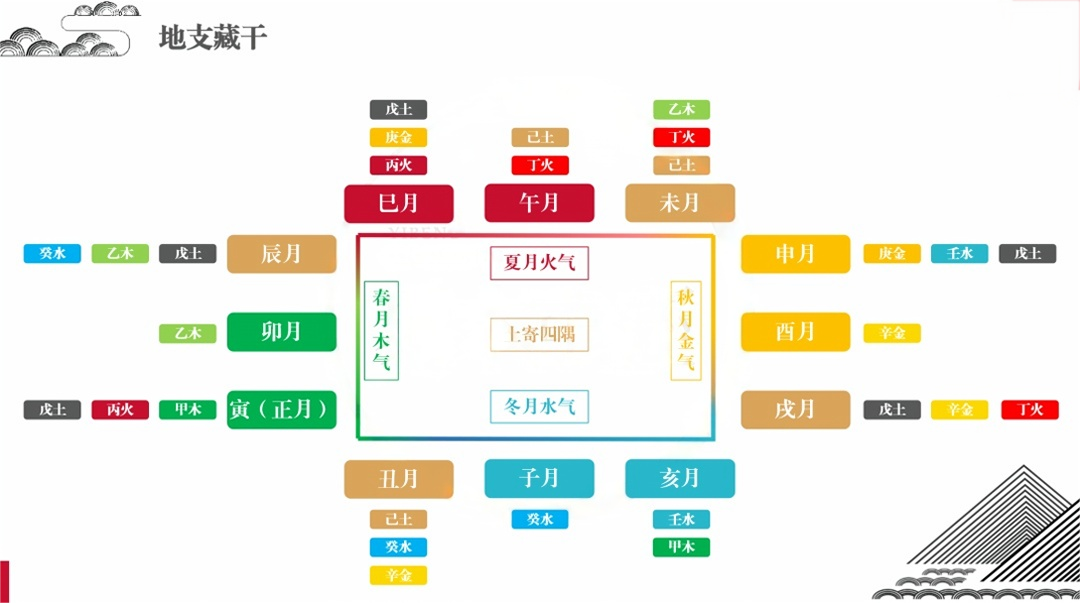 地支藏干
戊土
庚金
丙火
巳月
己土
丁火
午月
乙木
丁火
己土
未月
癸水
乙木
戊土
辰月
乙木
卯月
戊土
丙火
甲木
寅（正月）
夏月火气
春月木气
土寄四隅
秋月金气
冬月水气
申月
庚金
壬水
戊土
酉月
辛金
戌月
戊土
辛金
丁火
丑月
己土
癸水
辛金
子月
癸水
亥月
壬水
甲木